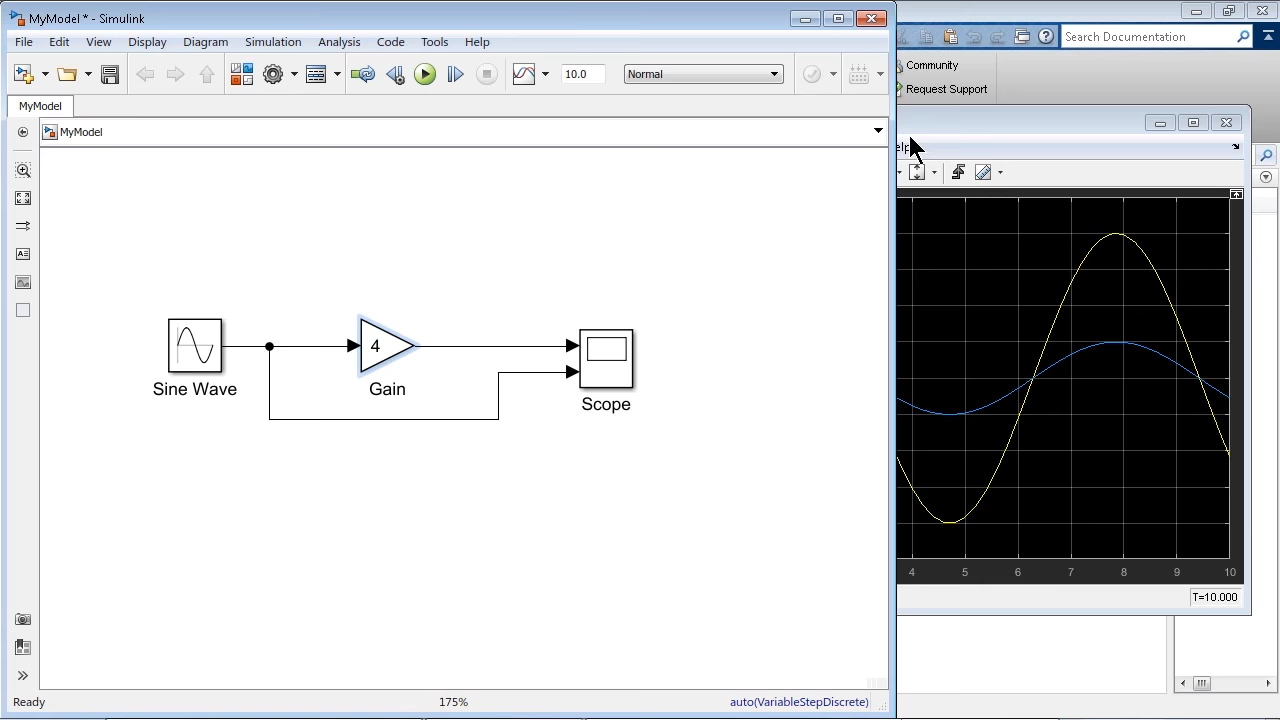 MyModel * - Simulink
File Edit View Display Diagram Simulation Analysis Code Tools Help
10.0
Normal
MyModel
MyModel
4
Sine Wave
Gain
Scope
Ready
175%
auto(VariableStepDiscrete)
Search Documentation
Community
Request Support
4 5 6 7 8 9 10
T=10.000